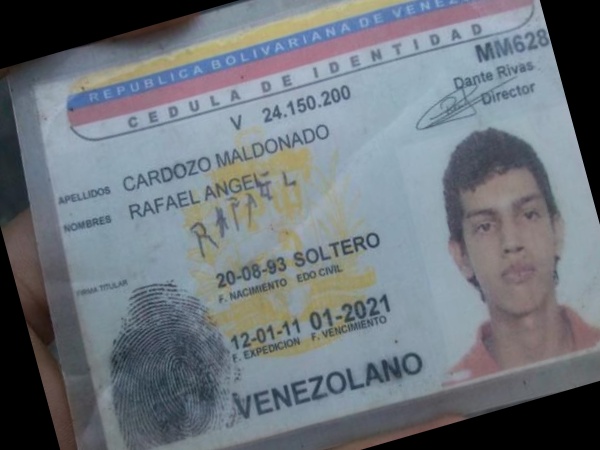 REPUBLICA BOLIVARIANA DE VENEZ
CEDULA DE IDENTIDAD
V 24.150.200
MM628
Dante Rivas
Director
APELLIDOS CARDOZO MALDONADO
NOMBRES RAFAEL ANGEL
RAFAEL
FIRMA TITULAR
20-08-93 SOLTERO
F. NACIMIENTO EDO CIVIL
12-01-11 01-2021
F. EXPEDICION F. VENCIMIENTO
VENEZOLANO